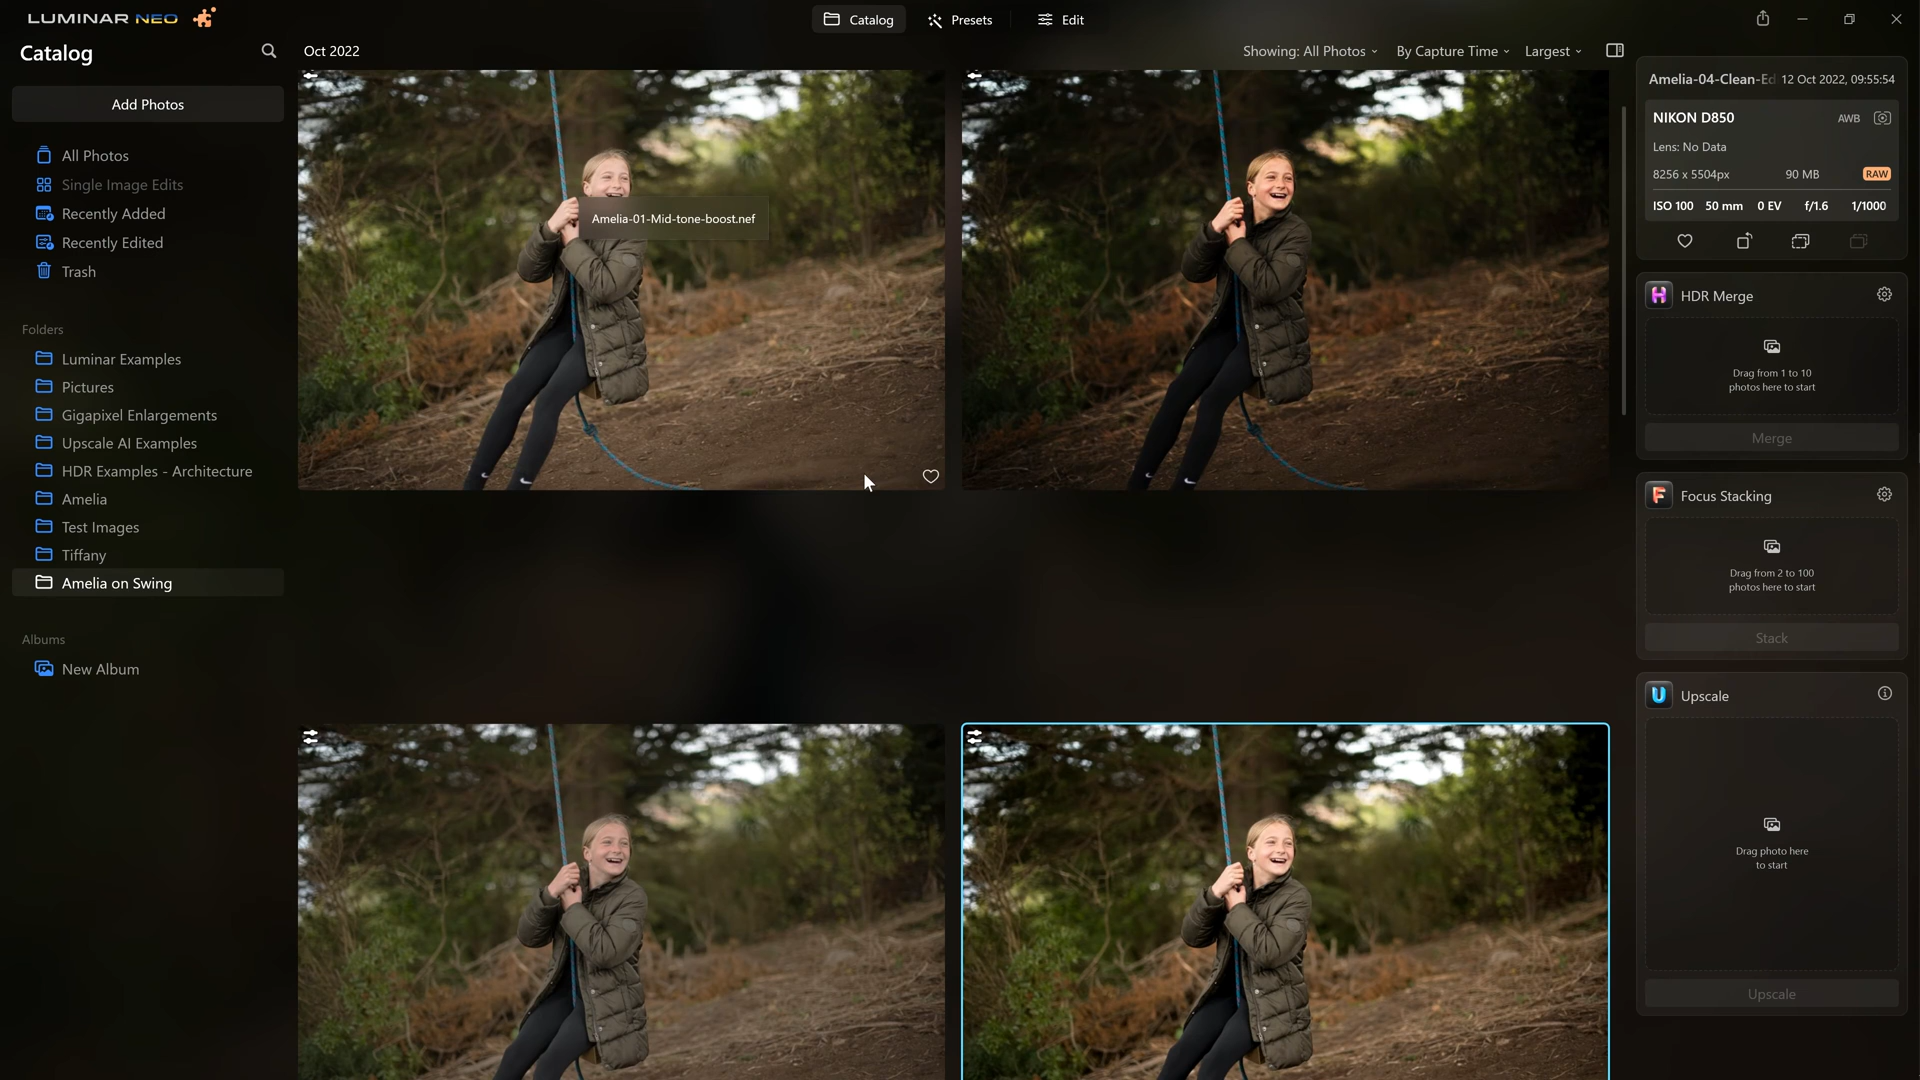 LUMINAR NEO
Catalog
Presets
Edit
Catalog
Oct 2022
Showing: All Photos
By Capture Time
Largest
Add Photos
All Photos
Single Image Edits
Recently Added
Recently Edited
Trash
Folders
Luminar Examples
Pictures
Gigapixel Enlargements
Upscale AI Examples
HDR Examples - Architecture
Amelia
Test Images
Tiffany
Amelia on Swing
Albums
New Album
Amelia-01-Mid-tone-boost.nef
Amelia-04-Clean-Ed 12 Oct 2022, 09:55:54
NIKON D850 AWB
Lens: No Data
8256 x 5504px 90 MB RAW
ISO 100 50 mm 0 EV f/1.6 1/1000
HDR Merge
Drag from 1 to 10
photos here to start
Merge
Focus Stacking
Drag from 2 to 100
photos here to start
Stack
Upscale
Drag photo here
to start
Upscale